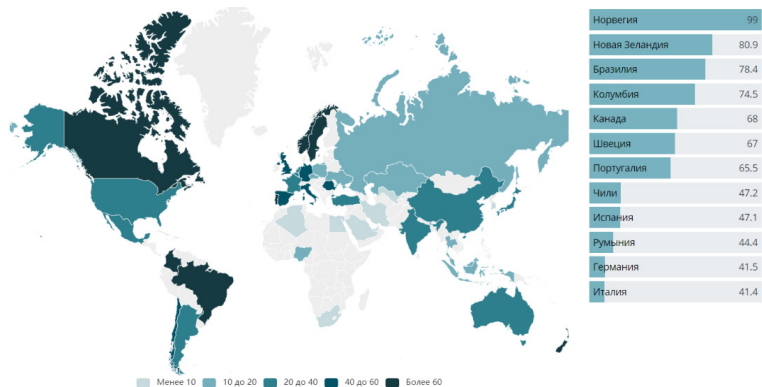 Норвегия 99
Новая Зеландия 80.9
Бразилия 78.4
Колумбия 74.5
Канада 68
Швеция 67
Португалия 65.5
Чили 47.2
Испания 47.1
Румыния 44.4
Германия 41.5
Италия 41.4
Менее 10 10 до 20 20 до 40 40 до 60 Более 60